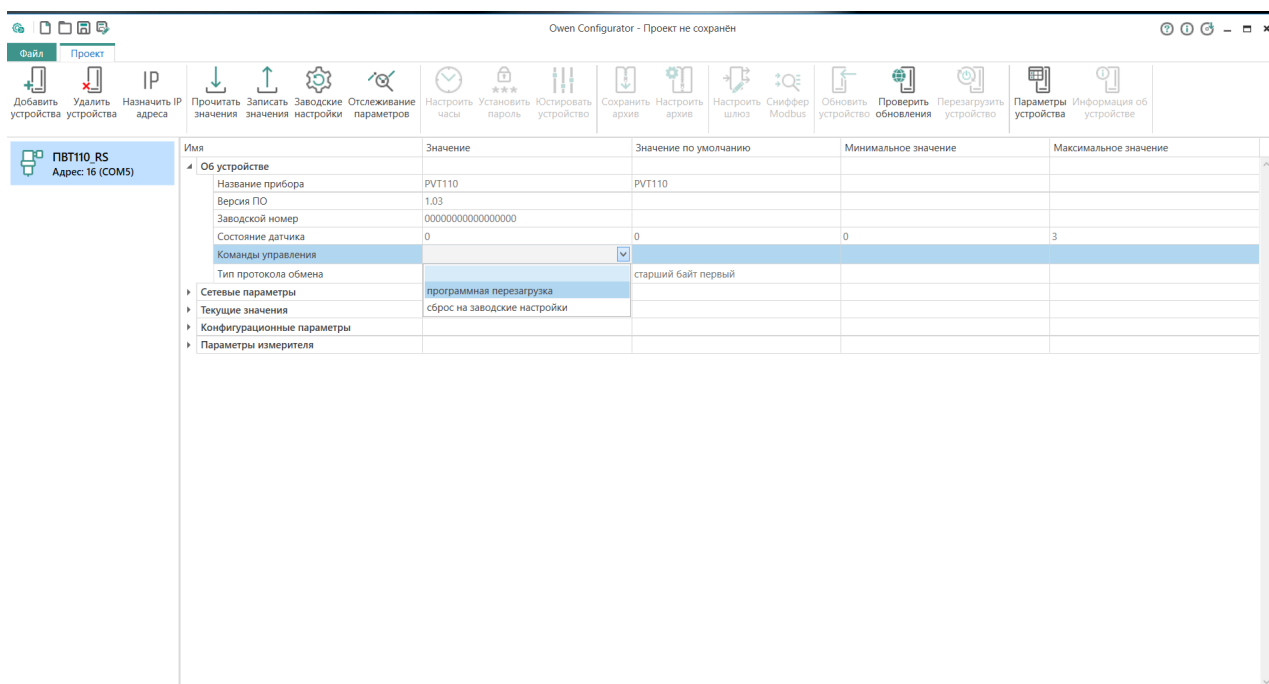 Owen Configurator - Проект не сохранён
Файл Проект
IP
Добавить устройства
Удалить устройства
Назначить IP адреса
Прочитать значения
Записать значения
Заводские настройки
Отслеживание параметров
Настроить часы
Установить пароль
Юстировать устройство
Сохранить архив
Настроить архив
Настроить шлюз
Сниффер Modbus
Обновить устройство
Проверить обновления
Перезагрузить устройство
Параметры устройства
Информация об устройстве
ПВТ110_RS
Адрес: 16 (COM5)
Имя Значение Значение по умолчанию Минимальное значение Максимальное значение
Об устройстве
Название прибора PVT110 PVT110
Версия ПО 1.03
Заводской номер 00000000000000000
Состояние датчика 0 0 0 3
Команды управления
Тип протокола обмена старший байт первый
программная перезагрузка
сброс на заводские настройки
Сетевые параметры
Текущие значения
Конфигурационные параметры
Параметры измерителя